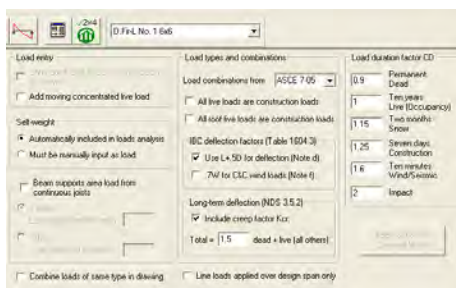 √2x4
D.Fir-L No. 1 6x6
Load entry
Add moving concentrated live load
Self-weight
Automatically included in loads analysis
Must be manually input as load
Beam supports area load from
continuous joists
Combine loads of same type in drawing
Load types and combinations
Load combinations from ASCE 7-05
All live loads are construction loads
All roof live loads are construction loads
IBC deflection factors (Table 1604.3)
Use L+.5D for deflection (Note d)
.7W for C&C wind loads (Note f)
Long-term deflection (NDS 3.5.2)
Include creep factor Kcr
Total = 1.5 dead + live (all others)
Line loads applied over design span only
Load duration factor CD
0.9 Permanent
Dead
1 Ten years
Live (Occupancy)
1.15 Two months
Snow
1.25 Seven days
Construction
1.6 Ten minutes
Wind/Seismic
2 Impact